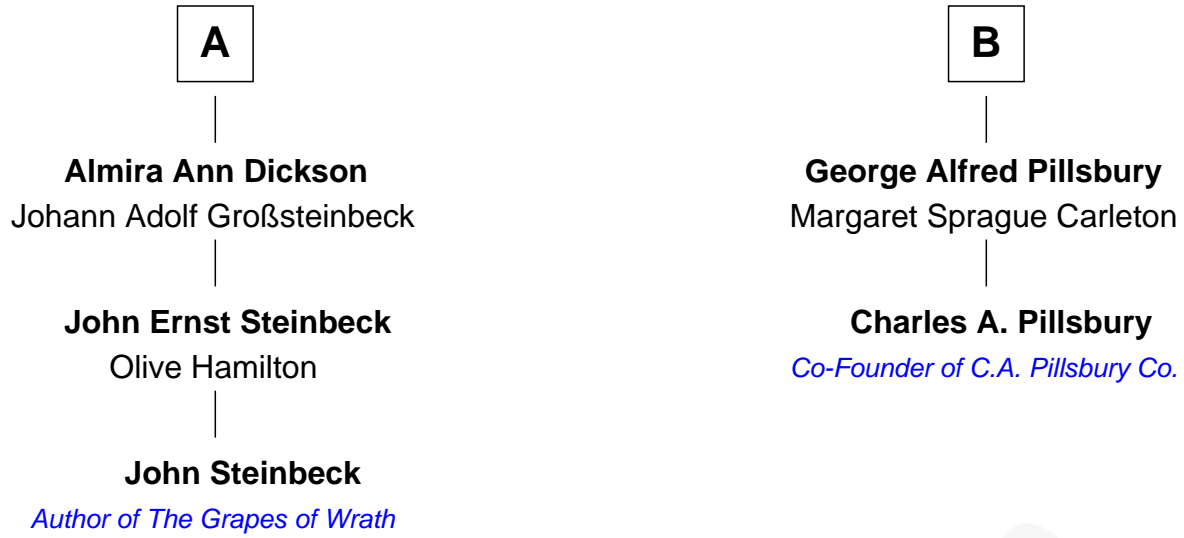 A
Almira Ann Dickson
Johann Adolf Großsteinbeck
John Ernst Steinbeck
Olive Hamilton
John Steinbeck
Author of The Grapes of Wrath
B
George Alfred Pillsbury
Margaret Sprague Carleton
Charles A. Pillsbury
Co-Founder of C.A. Pillsbury Co.